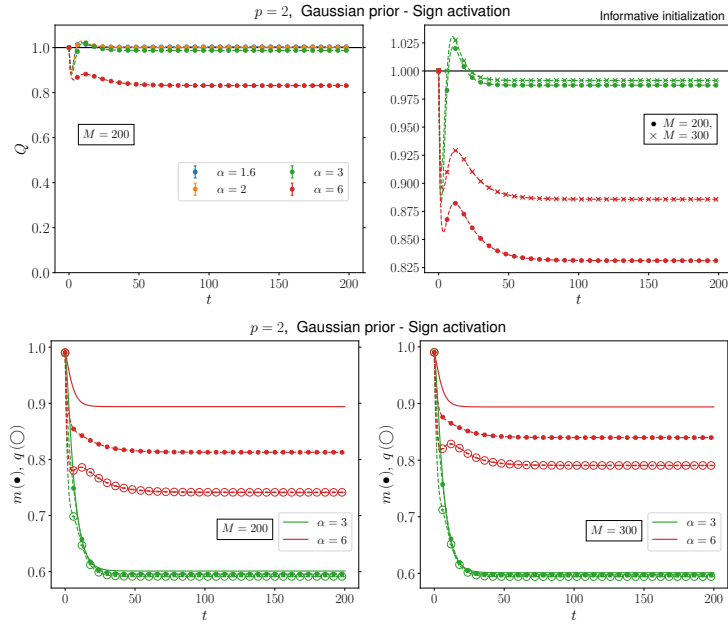 p = 2, Gaussian prior - Sign activation
Informative initialization
1.0
0.8
0.6
0.4
0.2
0.0
Q
M = 200
α = 1.6
α = 2
α = 3
α = 6
0
50
100
150
200
t
1.025
1.000
0.975
0.950
0.925
0.900
0.875
0.850
0.825
● M = 200,
× M = 300
0
50
100
150
200
t
p = 2, Gaussian prior - Sign activation
1.0
0.9
0.8
0.7
0.6
m (●), q (○)
M = 200
α = 3
α = 6
0
50
100
150
200
t
1.0
0.9
0.8
0.7
0.6
m (●), q (○)
M = 300
α = 3
α = 6
0
50
100
150
200
t